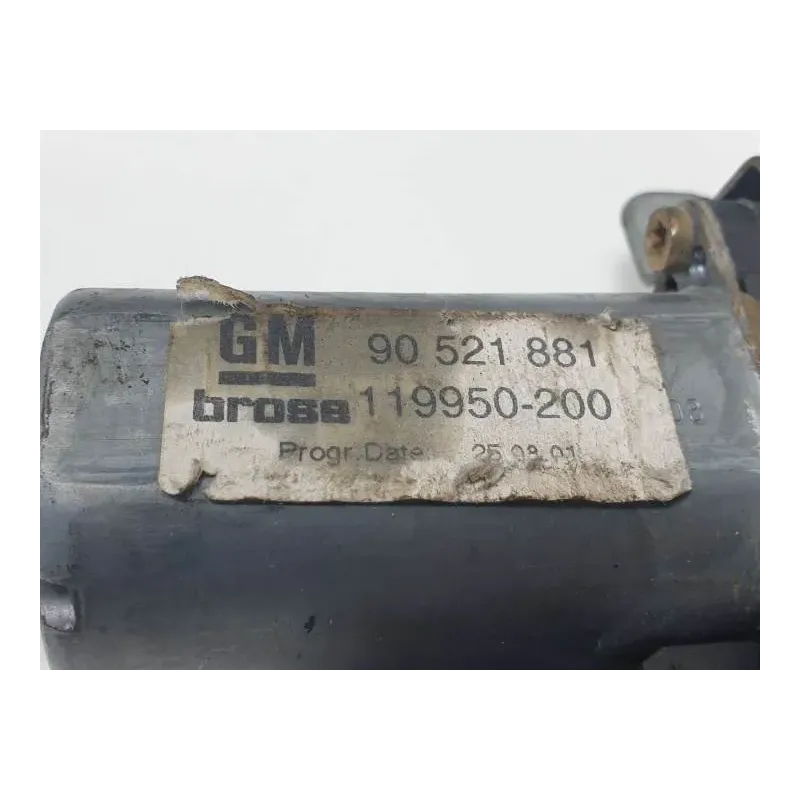 GM 90 521 881
brose 119950-200
Progr. Date 25.08.01